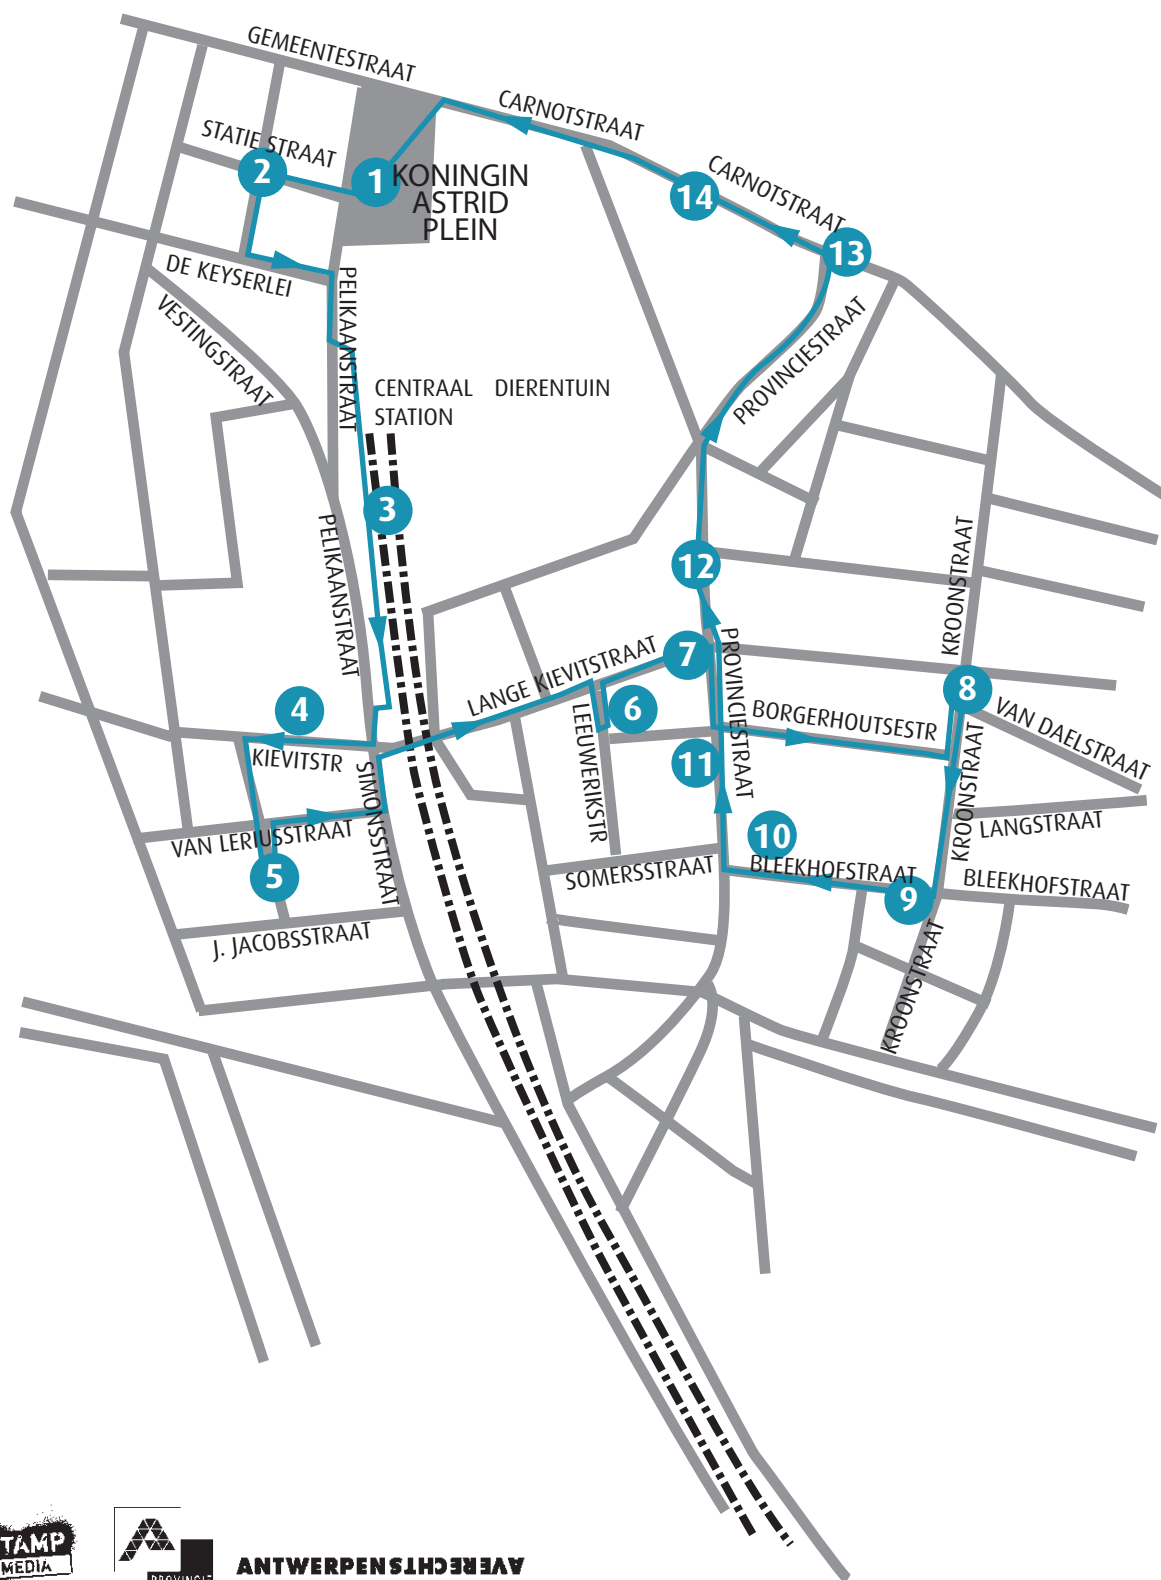 GEMEENTESTRAAT
CARNOTSTRAAT
STATIE STRAAT
CARNOTSTRAAT
2
1
KONINGIN
ASTRID
PLEIN
14
13
DE KEYSERLEI
PELIKAANSTRAAT
VESTINGSTRAAT
PROVINCIESTRAAT
CENTRAAL DIERENTUIN
STATION
3
PELIKAANSTRAAT
12
KROONSTRAAT
LANGE KIEVITSTRAAT
7
PROVINCIESTRAAT
8
4
6
LEEUWERIKSTR
BORGERHOUTSESTR
VAN DAELSTRAAT
KIEVITSTR
SIMONSSTRAAT
11
KROONSTRAAT
VAN LERIUSSTRAAT
10
LANGSTRAAT
5
SOMERSSTRAAT
BLEEKHOFSTRAAT
9
BLEEKHOFSTRAAT
J. JACOBSSTRAAT
KROONSTRAAT
TAMP
MEDIA
PROVINCIE
ANTWERPENSTHCEREVA